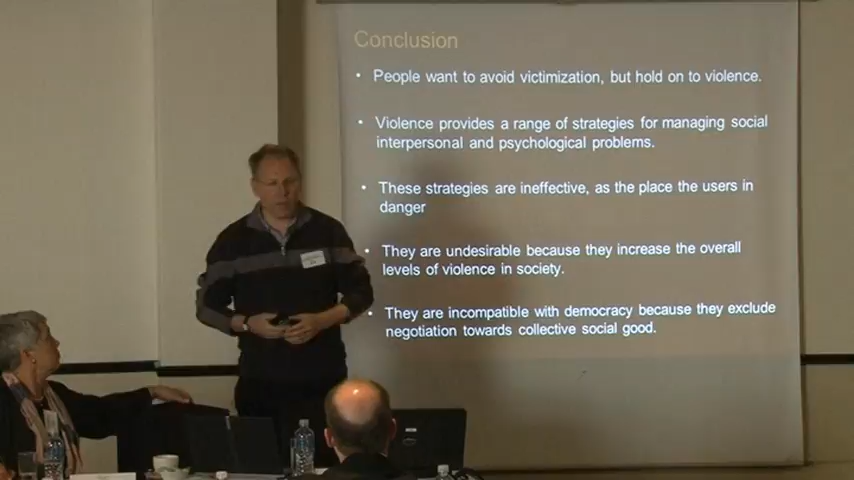 Conclusion
• People want to avoid victimization, but hold on to violence.
• Violence provides a range of strategies for managing social
interpersonal and psychological problems.
• These strategies are ineffective, as the place the users in
danger
• They are undesirable because they increase the overall
levels of violence in society.
• They are incompatible with democracy because they exclude
negotiation towards collective social good.